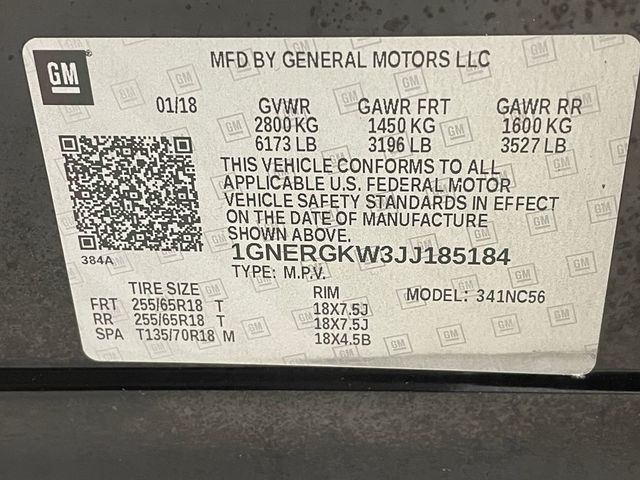 GM
MFD BY GENERAL MOTORS LLC
01/18 GVWR GAWR FRT GAWR RR
2800 KG 1450 KG 1600 KG
6173 LB 3196 LB 3527 LB
THIS VEHICLE CONFORMS TO ALL
APPLICABLE U.S. FEDERAL MOTOR
VEHICLE SAFETY STANDARDS IN EFFECT
ON THE DATE OF MANUFACTURE
SHOWN ABOVE.
384A
1GNERGKW3JJ185184
TYPE: M.P.V.
TIRE SIZE RIM MODEL: 341NC56
FRT 255/65R18 T 18X7.5J
RR 255/65R18 T 18X7.5J
SPA T135/70R18 M 18X4.5B